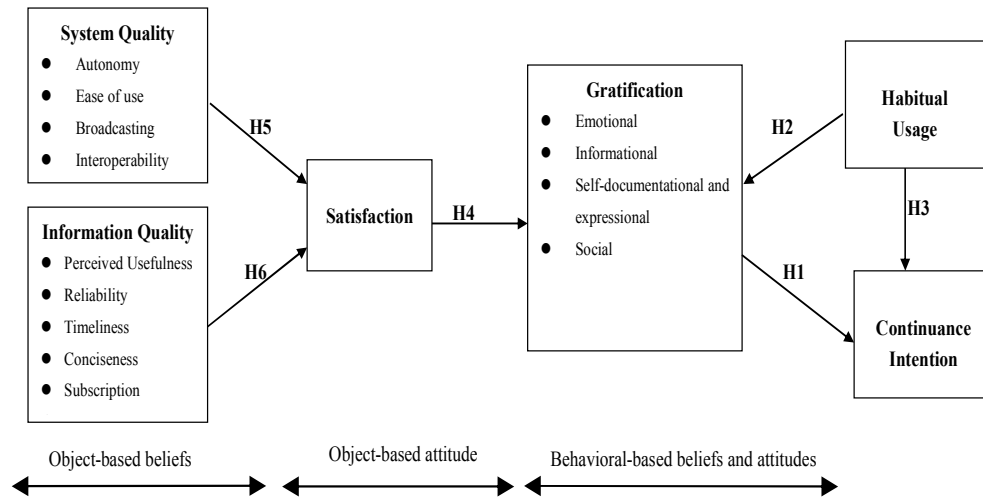 System Quality
Autonomy
Ease of use
Broadcasting
Interoperability
H5
Information Quality
Perceived Usefulness
Reliability
Timeliness
Conciseness
Subscription
H6
Satisfaction
H4
Gratification
Emotional
Informational
Self-documentational and
expressional
Social
H2
Habitual
Usage
H3
H1
Continuance
Intention
Object-based beliefs
Object-based attitude
Behavioral-based beliefs and attitudes